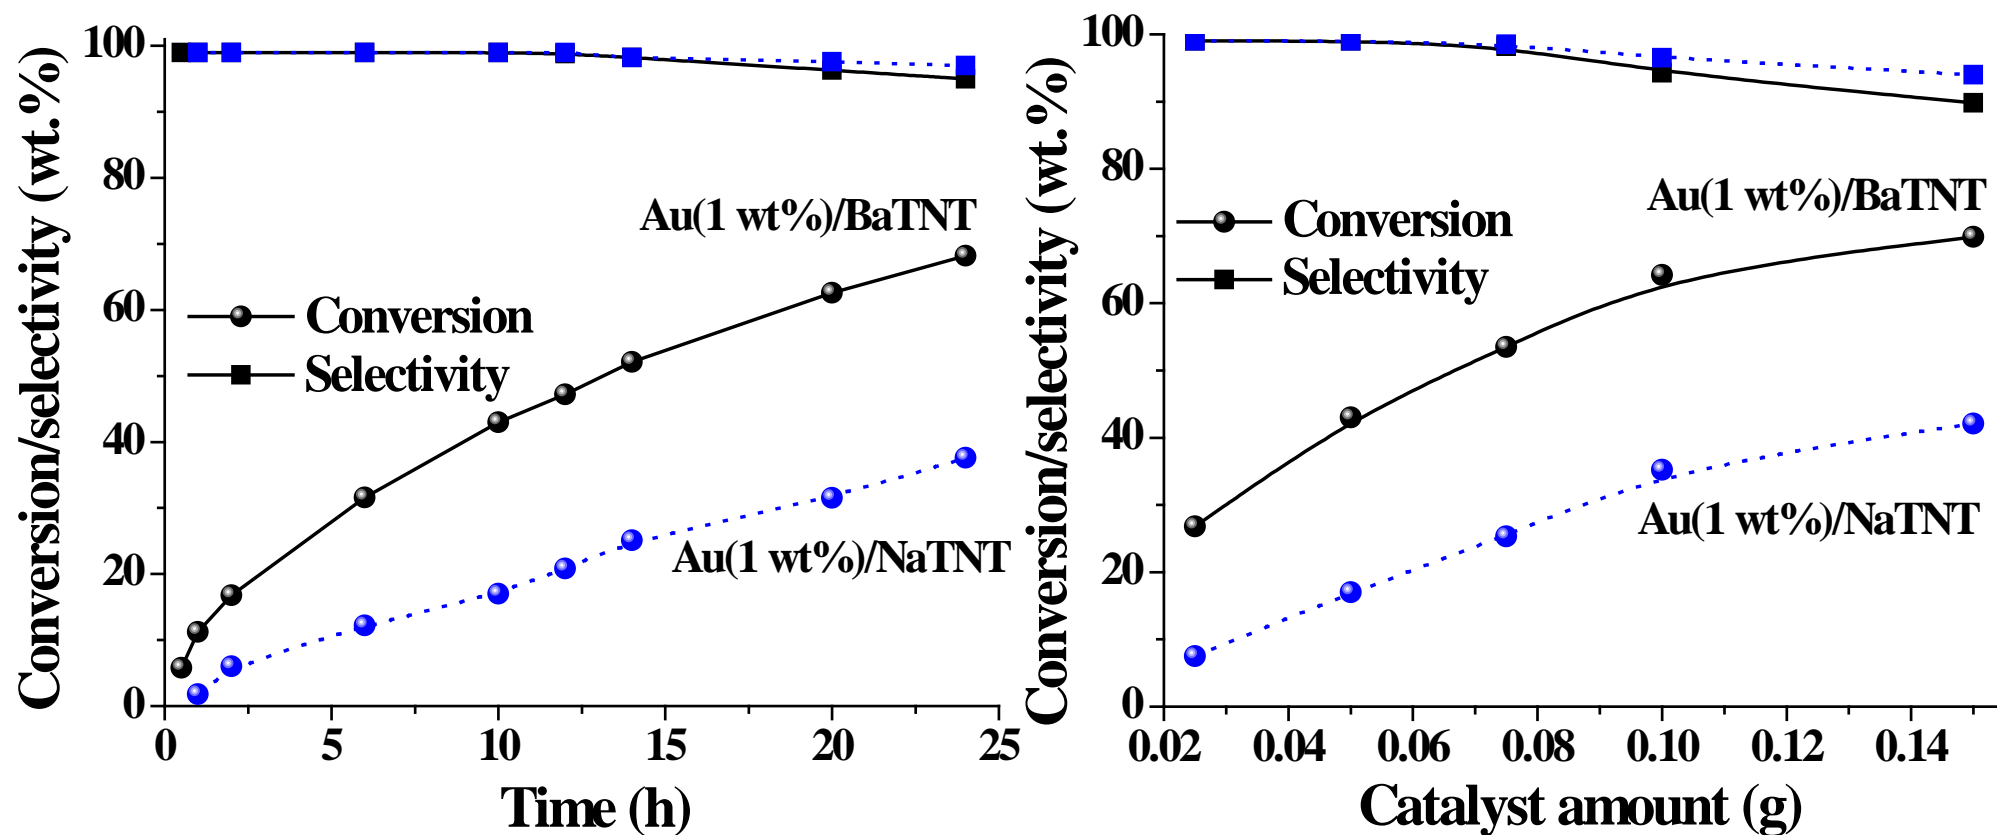 Conversion/selectivity (wt.%)
100
80
60
40
20
0
Au(1 wt%)/BaTNT
Conversion
Selectivity
Au(1 wt%)/NaTNT
0 5 10 15 20 25
Time (h)
Conversion/selectivity (wt.%)
100
80
60
40
20
0
Au(1 wt%)/BaTNT
Conversion
Selectivity
Au(1 wt%)/NaTNT
0.02 0.04 0.06 0.08 0.10 0.12 0.14
Catalyst amount (g)